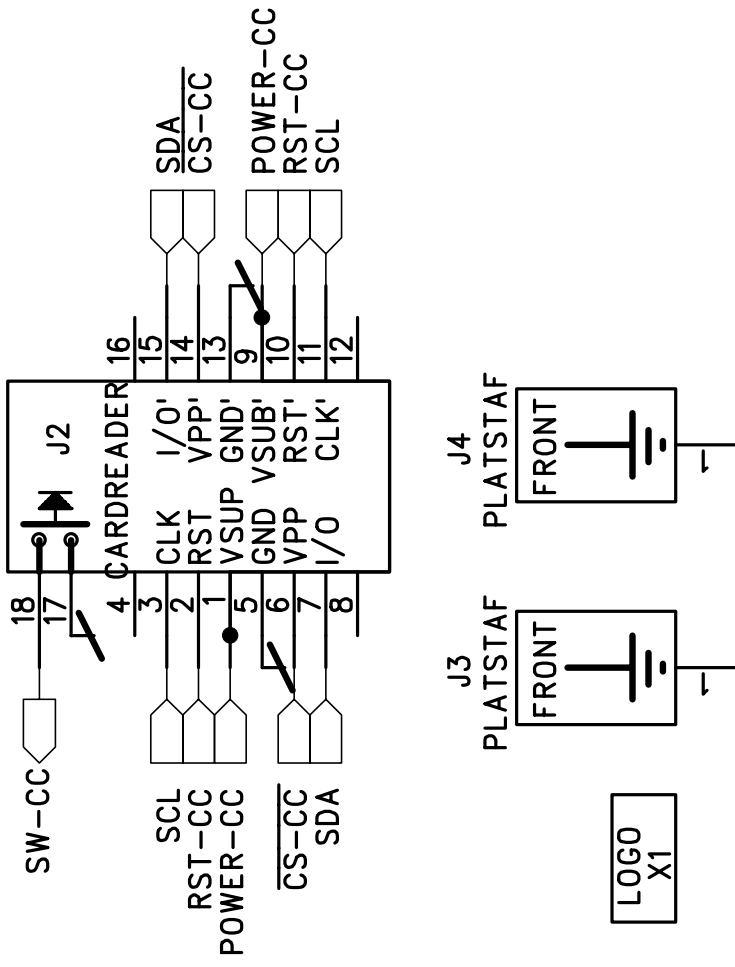 SW-CC
18
17
J2
CARDREADER
4
16
SCL
3
CLK
I/O'
15
SDA
RST-CC
2
RST
VPP'
14
CS-CC
POWER-CC
1
VSUP
GND'
13
5
GND
VSUB'
9
POWER-CC
CS-CC
6
VPP
RST'
10
RST-CC
SDA
7
I/O
CLK'
11
SCL
8
12
J3
PLATSTAF
FRONT
1
J4
PLATSTAF
FRONT
1
LOGO
X1